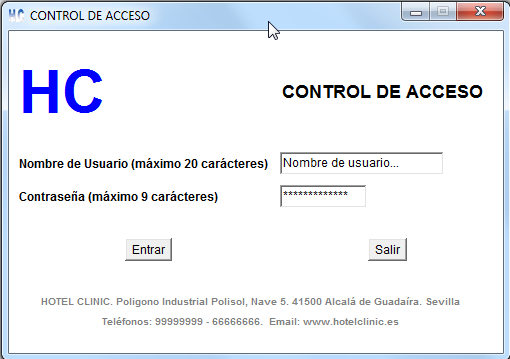 HC CONTROL DE ACCESO
HC
CONTROL DE ACCESO
Nombre de Usuario (máximo 20 carácteres) Nombre de usuario...
Contraseña (máximo 9 carácteres) *************
Entrar Salir
HOTEL CLINIC. Poligono Industrial Polisol, Nave 5. 41500 Alcalá de Guadaíra. Sevilla
Teléfonos: 99999999 - 66666666. Email: www.hotelclinic.es